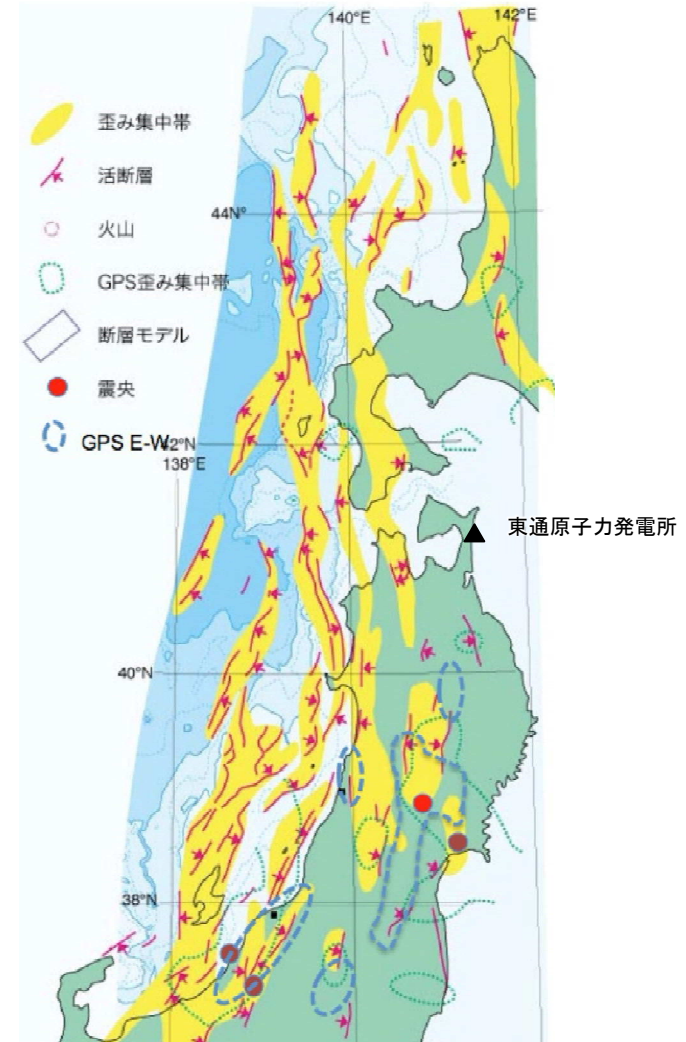 140°E
142°E
歪み集中帯
活断層
44N°
火山
GPS歪み集中帯
断層モデル
震央
GPS E-W
42°N
138°E
東通原子力発電所
40°N
38°N